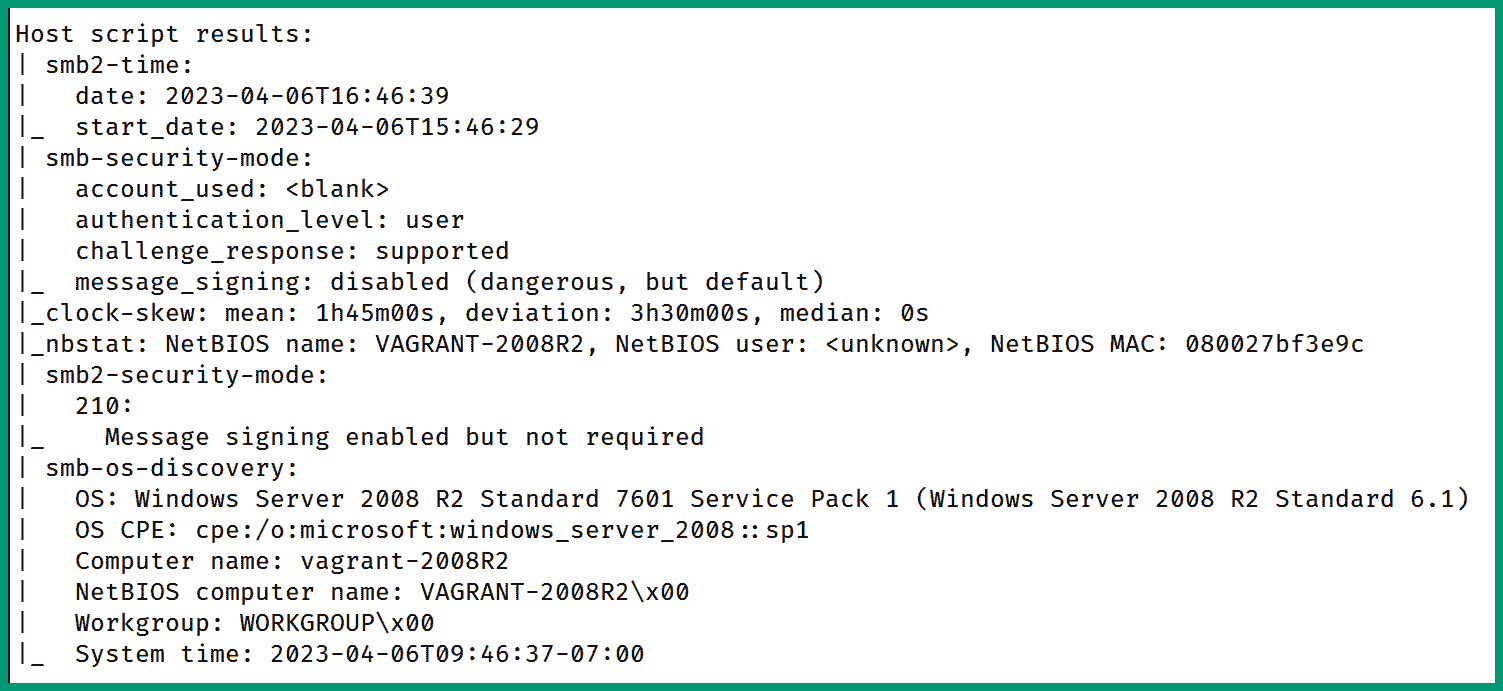 Host script results:
| smb2-time:
|   date: 2023-04-06T16:46:39
|_  start_date: 2023-04-06T15:46:29
| smb-security-mode:
|   account_used: <blank>
|   authentication_level: user
|   challenge_response: supported
|_  message_signing: disabled (dangerous, but default)
|_clock-skew: mean: 1h45m00s, deviation: 3h30m00s, median: 0s
|_nbstat: NetBIOS name: VAGRANT-2008R2, NetBIOS user: <unknown>, NetBIOS MAC: 080027bf3e9c
| smb2-security-mode:
|   210:
|_    Message signing enabled but not required
| smb-os-discovery:
|   OS: Windows Server 2008 R2 Standard 7601 Service Pack 1 (Windows Server 2008 R2 Standard 6.1)
|   OS CPE: cpe:/o:microsoft:windows_server_2008::sp1
|   Computer name: vagrant-2008R2
|   NetBIOS computer name: VAGRANT-2008R2\x00
|   Workgroup: WORKGROUP\x00
|_  System time: 2023-04-06T09:46:37-07:00